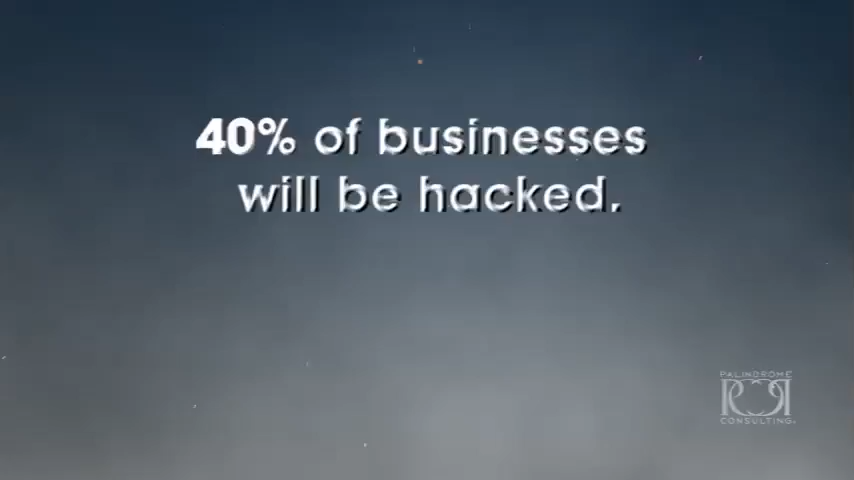 40% of businesses
will be hacked.
PALINDROME
CONSULTING